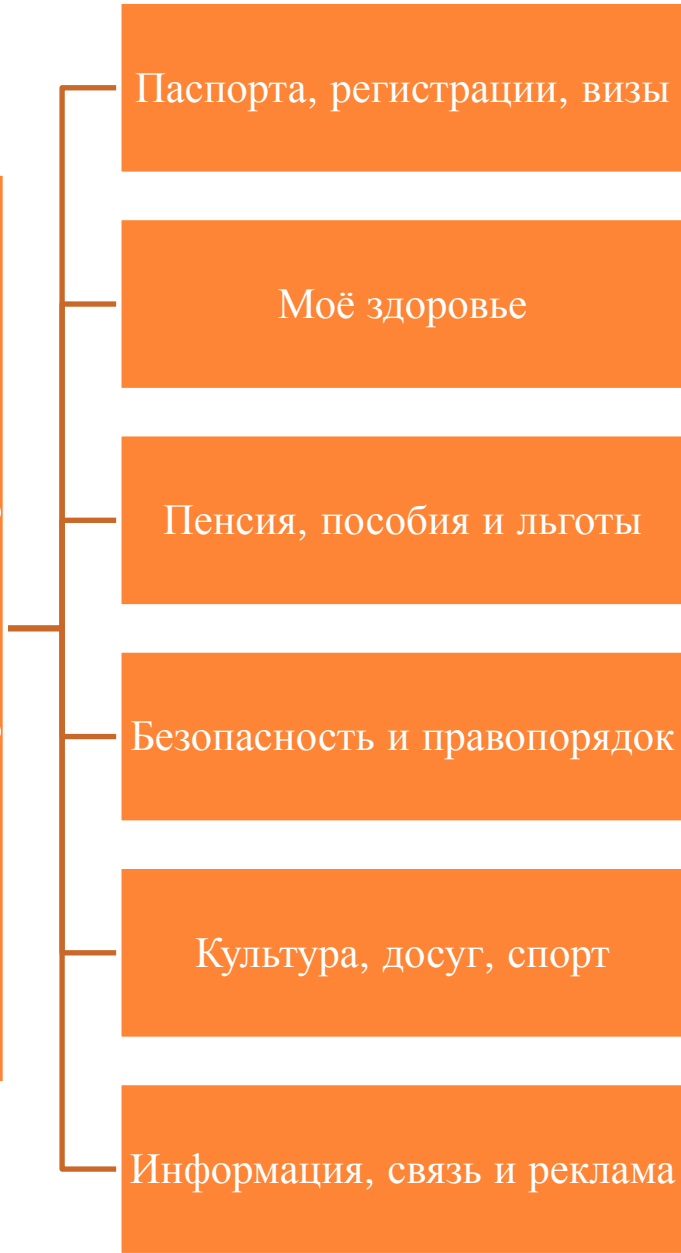 Паспорта, регистрации, визы
Моё здоровье
Пенсия, пособия и льготы
Безопасность и правопорядок
Культура, досуг, спорт
Информация, связь и реклама